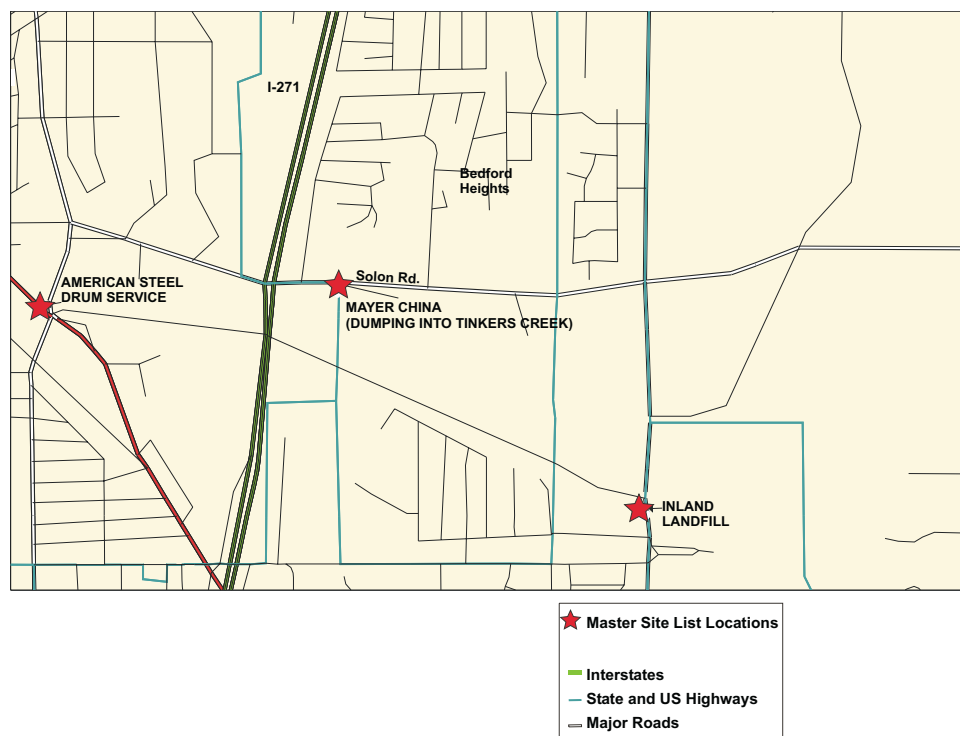 I-271
Bedford
Heights
Solon Rd.
AMERICAN STEEL
DRUM SERVICE
MAYER CHINA
(DUMPING INTO TINKERS CREEK)
INLAND
LANDFILL
Master Site List Locations
Interstates
State and US Highways
Major Roads